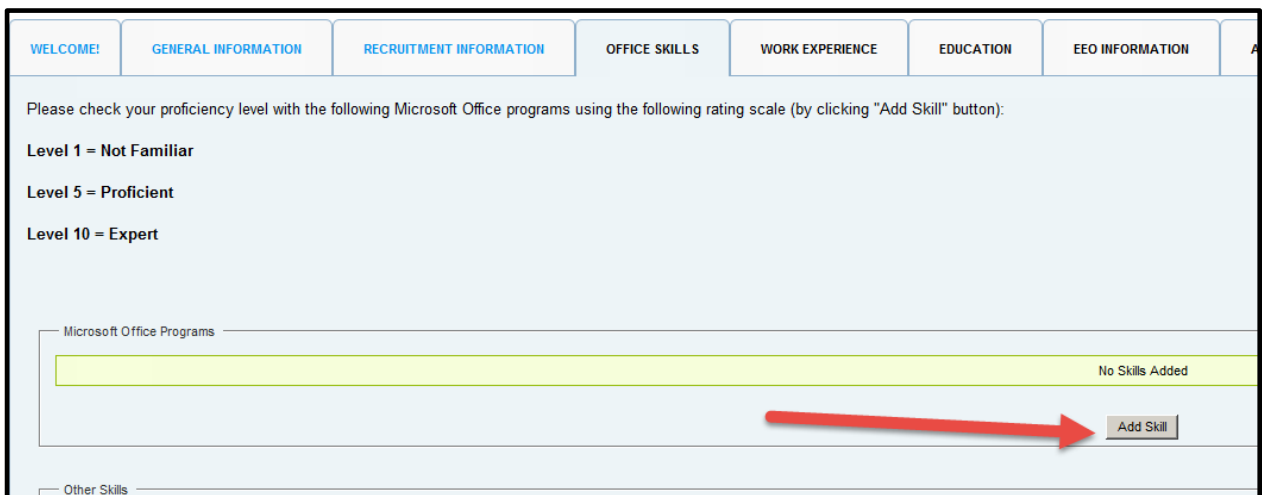 WELCOME! GENERAL INFORMATION RECRUITMENT INFORMATION OFFICE SKILLS WORK EXPERIENCE EDUCATION EEO INFORMATION
Please check your proficiency level with the following Microsoft Office programs using the following rating scale (by clicking "Add Skill" button):
Level 1 = Not Familiar
Level 5 = Proficient
Level 10 = Expert
Microsoft Office Programs
No Skills Added
Add Skill
Other Skills